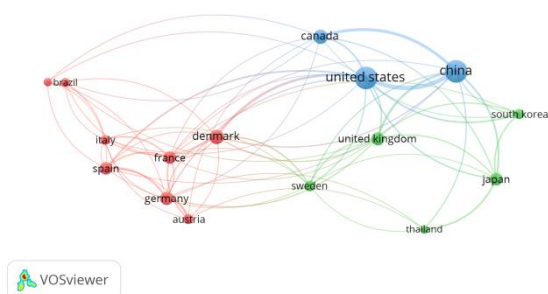 canada
united states
china
brazil
south korea
italy
denmark
united kingdom
france
spain
sweden
japan
germany
austria
thailand
VOSviewer